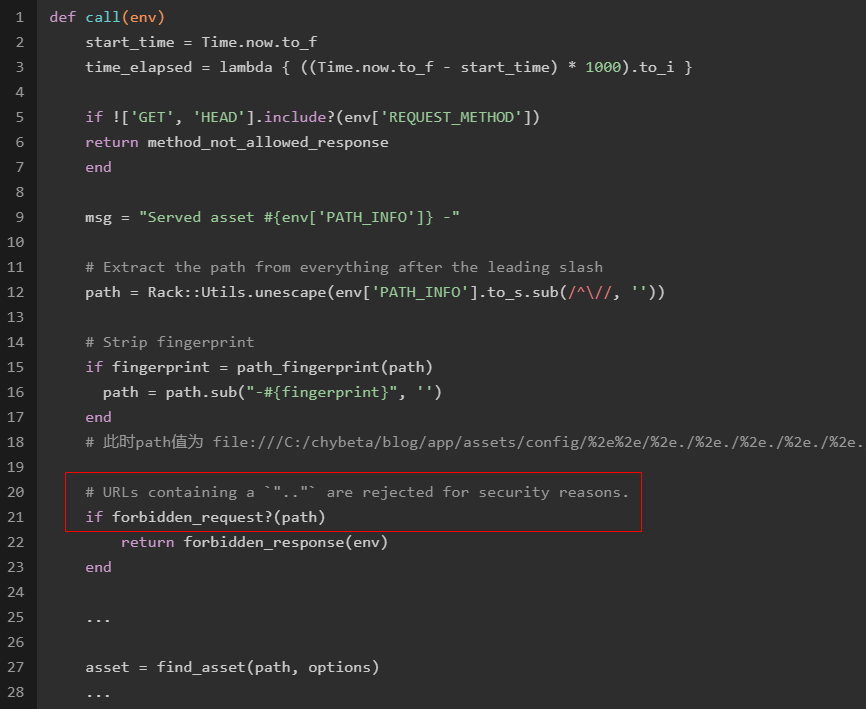 1 def call(env)
2 start_time = Time.now.to_f
3 time_elapsed = lambda { ((Time.now.to_f - start_time) * 1000).to_i }
4
5 if !['GET', 'HEAD'].include?(env['REQUEST_METHOD'])
6 return method_not_allowed_response
7 end
8
9 msg = "Served asset #{env['PATH_INFO']} -"
10
11 # Extract the path from everything after the leading slash
12 path = Rack::Utils.unescape(env['PATH_INFO'].to_s.sub(/^\//, ''))
13
14 # Strip fingerprint
15 if fingerprint = path_fingerprint(path)
16 path = path.sub("-#{fingerprint}", '')
17 end
18 # 此时path值为 file:///C:/chybeta/blog/app/assets/config/%2e%2e/%2e./%2e./%2e./%2e./%2e.
19
20 # URLs containing a `".."` are rejected for security reasons.
21 if forbidden_request?(path)
22 return forbidden_response(env)
23 end
24
25 ...
26
27 asset = find_asset(path, options)
28 ...